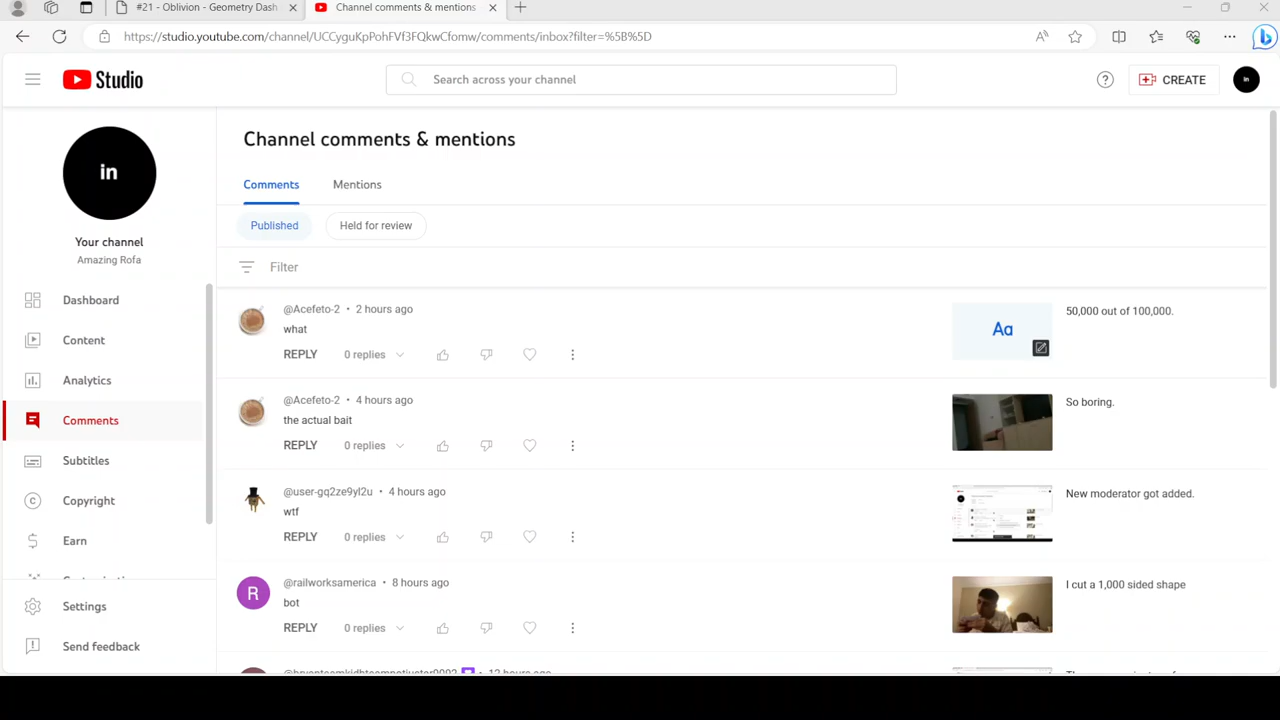 #21 - Oblivion - Geometry Dash
Channel comments & mentions
https://studio.youtube.com/channel/UCCyguKpPohFVf3FQkwCfomw/comments/inbox?filter=%5B%5D
Studio
Search across your channel
CREATE
in
in
Your channel
Amazing Rofa
Dashboard
Content
Analytics
Comments
Subtitles
Copyright
Earn
Settings
Send feedback
Channel comments & mentions
Comments
Mentions
Published
Held for review
Filter
@Acefeto-2 • 2 hours ago
what
REPLY
0 replies
Aa
50,000 out of 100,000.
@Acefeto-2 • 4 hours ago
the actual bait
REPLY
0 replies
So boring.
@user-gq2ze9yl2u • 4 hours ago
wtf
REPLY
0 replies
New moderator got added.
R
@railworksamerica • 8 hours ago
bot
REPLY
0 replies
I cut a 1,000 sided shape
12 hours ago